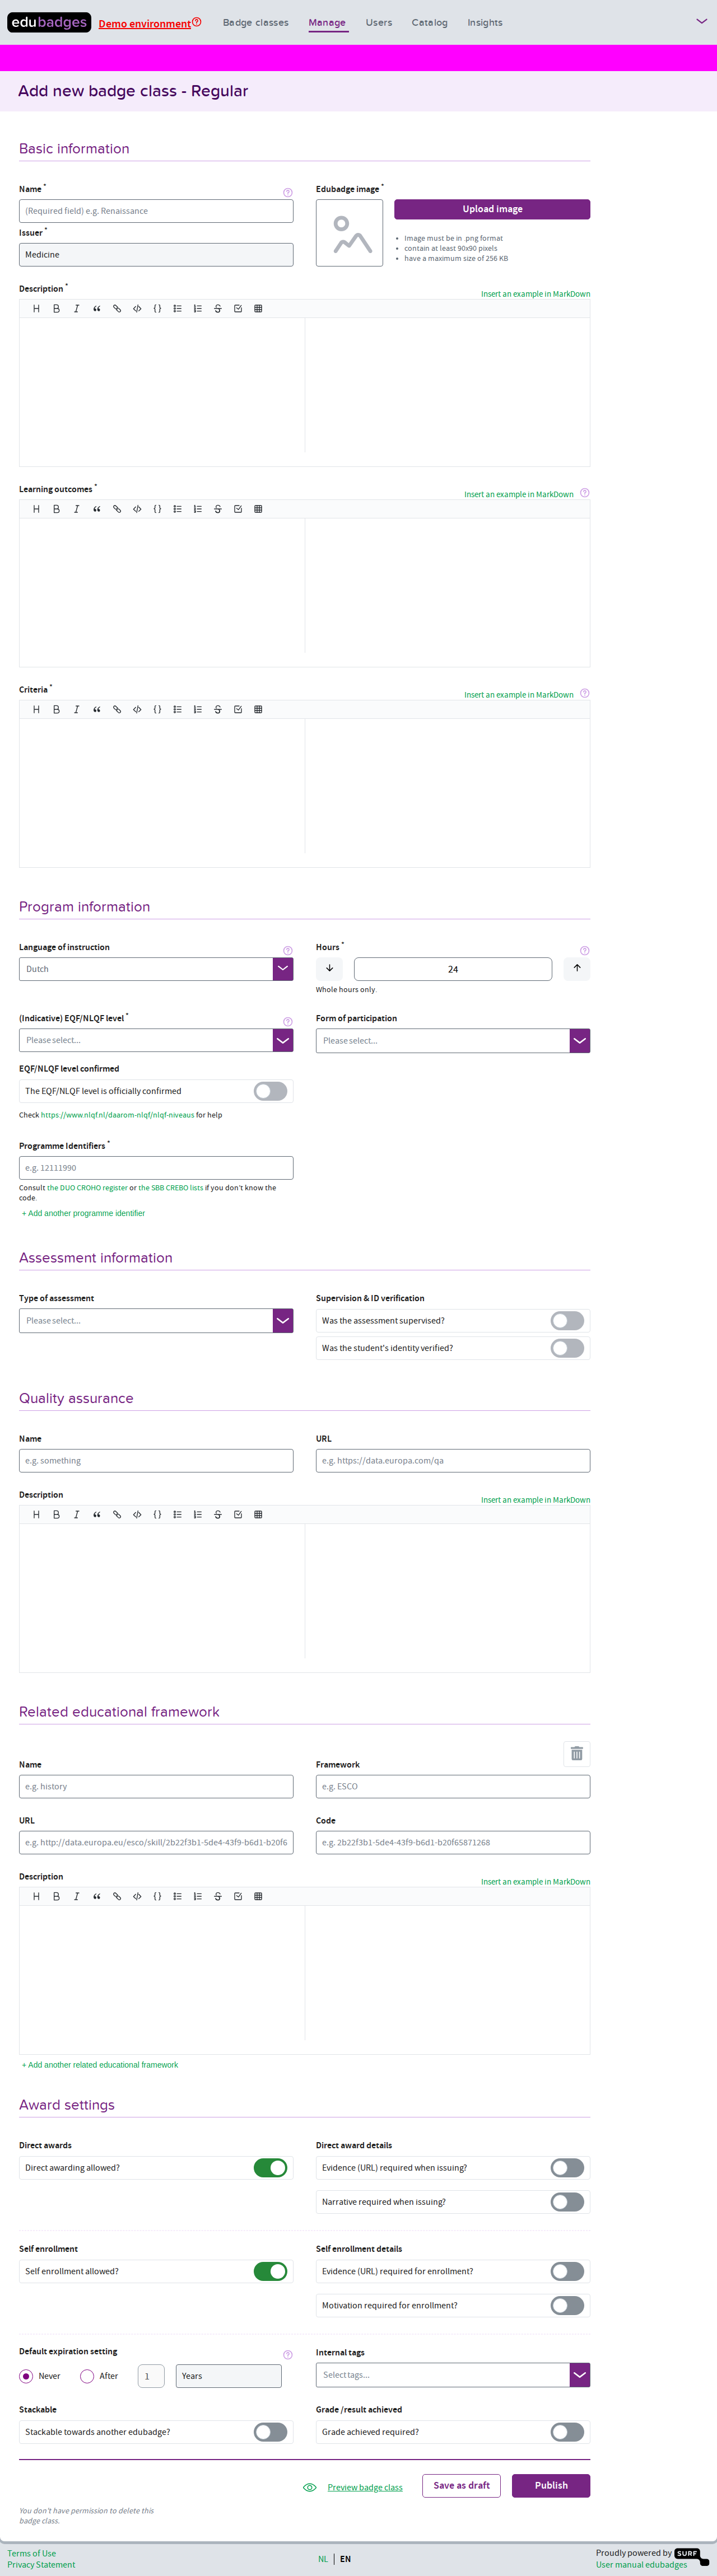 edubadges Demo environment Badge classes Manage Users Catalog Insights
Add new badge class - Regular
Basic information
Name *
(Required field) e.g. Renaissance
Issuer *
Medicine
Edubadge image *
Upload image
• Image must be in .png format
• contain at least 90x90 pixels
• have a maximum size of 256 KB
Description *
Insert an example in MarkDown
Learning outcomes *
Insert an example in MarkDown
Criteria *
Insert an example in MarkDown
Program information
Language of instruction
Dutch
Hours *
24
Whole hours only.
(Indicative) EQF/NLQF level *
Please select...
Form of participation
Please select...
EQF/NLQF level confirmed
The EQF/NLQF level is officially confirmed
Check https://www.nlqf.nl/daarom-nlqf/nlqf-niveaus for help
Programme Identifiers *
e.g. 12111990
Consult the DUO CROHO register or the SBB CREBO lists if you don't know the
code.
+ Add another programme identifier
Assessment information
Type of assessment
Please select...
Supervision & ID verification
Was the assessment supervised?
Was the student's identity verified?
Quality assurance
Name
e.g. something
URL
e.g. https://data.europa.com/qa
Description
Insert an example in MarkDown
Related educational framework
Name
e.g. history
Framework
e.g. ESCO
URL
e.g. http://data.europa.eu/esco/skill/2b22f3b1-5de4-43f9-b6d1-b20f6
Code
e.g. 2b22f3b1-5de4-43f9-b6d1-b20f65871268
Description
Insert an example in MarkDown
+ Add another related educational framework
Award settings
Direct awards
Direct awarding allowed?
Direct award details
Evidence (URL) required when issuing?
Narrative required when issuing?
Self enrollment
Self enrollment allowed?
Self enrollment details
Evidence (URL) required for enrollment?
Motivation required for enrollment?
Default expiration setting
Never After 1 Years
Internal tags
Select tags...
Stackable
Stackable towards another edubadge?
Grade /result achieved
Grade achieved required?
Preview badge class Save as draft Publish
You don't have permission to delete this
badge class.
Terms of Use
Privacy Statement
NL | EN
Proudly powered by SURF
User manual edubadges